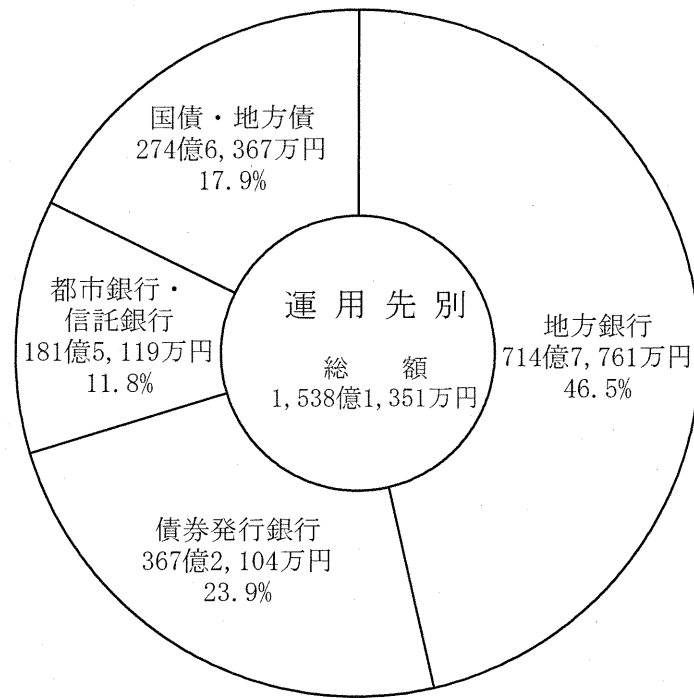 国債・地方債
274億6,367万円
17.9%
都市銀行・
信託銀行
181億5,119万円
11.8%
運用先別
総額
1,538億1,351万円
地方銀行
714億7,761万円
46.5%
債券発行銀行
367億2,104万円
23.9%